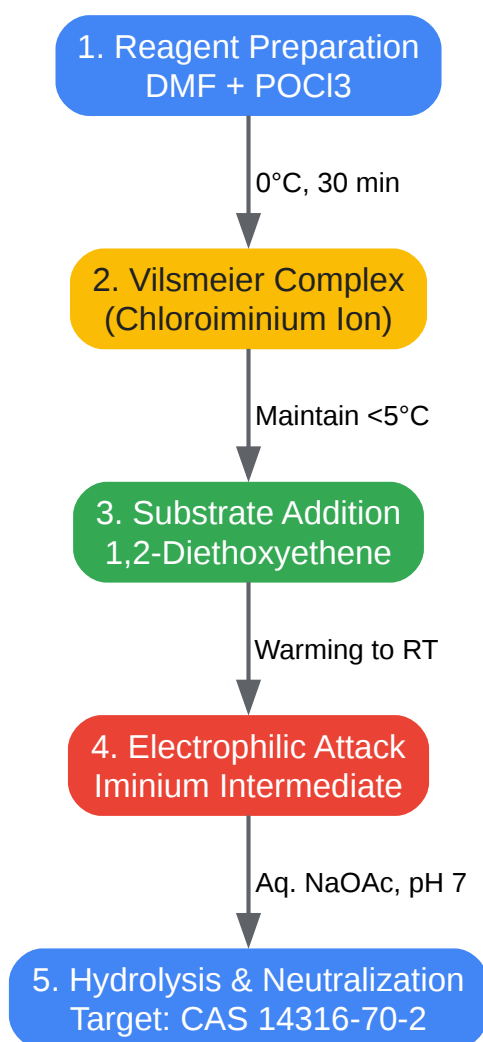 1. Reagent Preparation
DMF + POCl3
0°C, 30 min
2. Vilsmeier Complex
(Chloroiminium Ion)
Maintain <5°C
3. Substrate Addition
1,2-Diethoxyethene
Warming to RT
4. Electrophilic Attack
Iminium Intermediate
Aq. NaOAc, pH 7
5. Hydrolysis & Neutralization
Target: CAS 14316-70-2